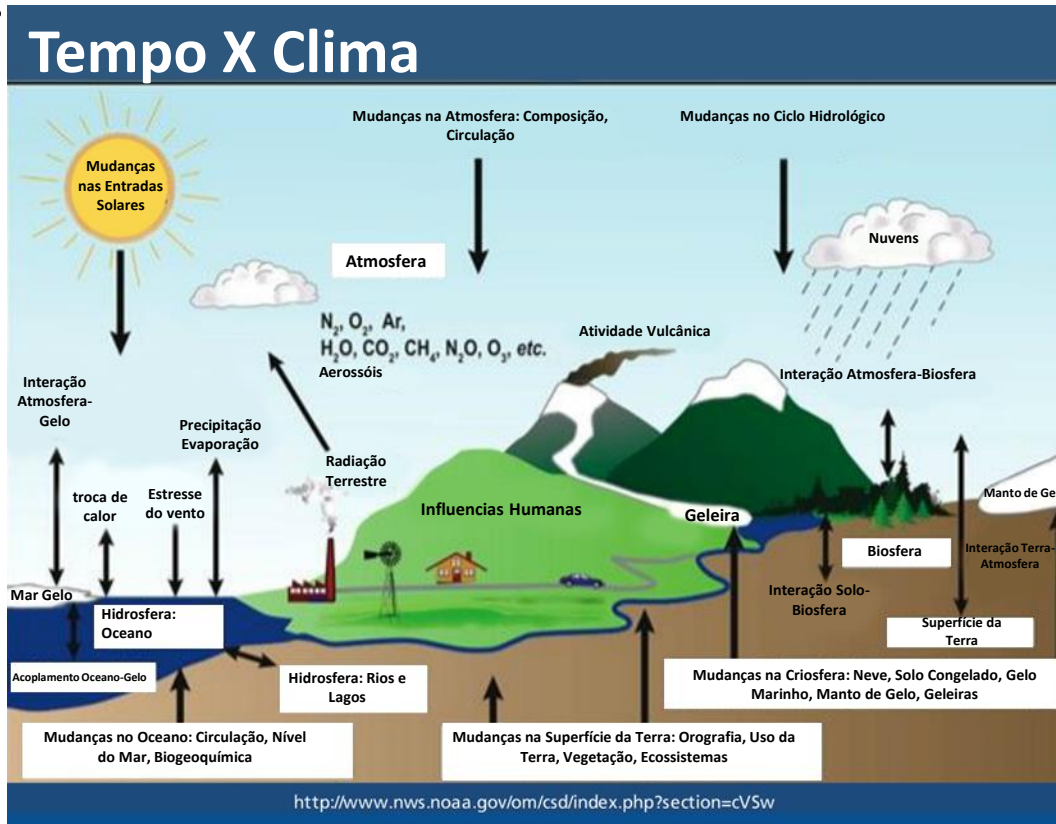 Tempo X Clima
Mudanças na Atmosfera: Composição,
Circulação
Mudanças no Ciclo Hidrológico
Mudanças
nas Entradas
Solares
Nuvens
Atmosfera
N₂, O₂, Ar,
H₂O, CO₂, CH₄, N₂O, O₃, etc.
Aerossóis
Atividade Vulcânica
Interação Atmosfera-Biosfera
Interação
Atmosfera-
Gelo
Precipitação
Evaporação
Radiação
Terrestre
troca de
calor
Estresse
do vento
Influencias Humanas
Geleira
Manto de Ge
Biosfera
Interação Terra-
Atmosfera
Interação Solo-
Biosfera
Mar Gelo
Hidrosfera:
Oceano
Superfície da
Terra
Acoplamento Oceano-Gelo
Hidrosfera: Rios e
Lagos
Mudanças na Criosfera: Neve, Solo Congelado, Gelo
Marinho, Manto de Gelo, Geleiras
Mudanças no Oceano: Circulação, Nível
do Mar, Biogeoquímica
Mudanças na Superfície da Terra: Orografia, Uso da
Terra, Vegetação, Ecossistemas
http://www.nws.noaa.gov/om/csd/index.php?section=cVSw